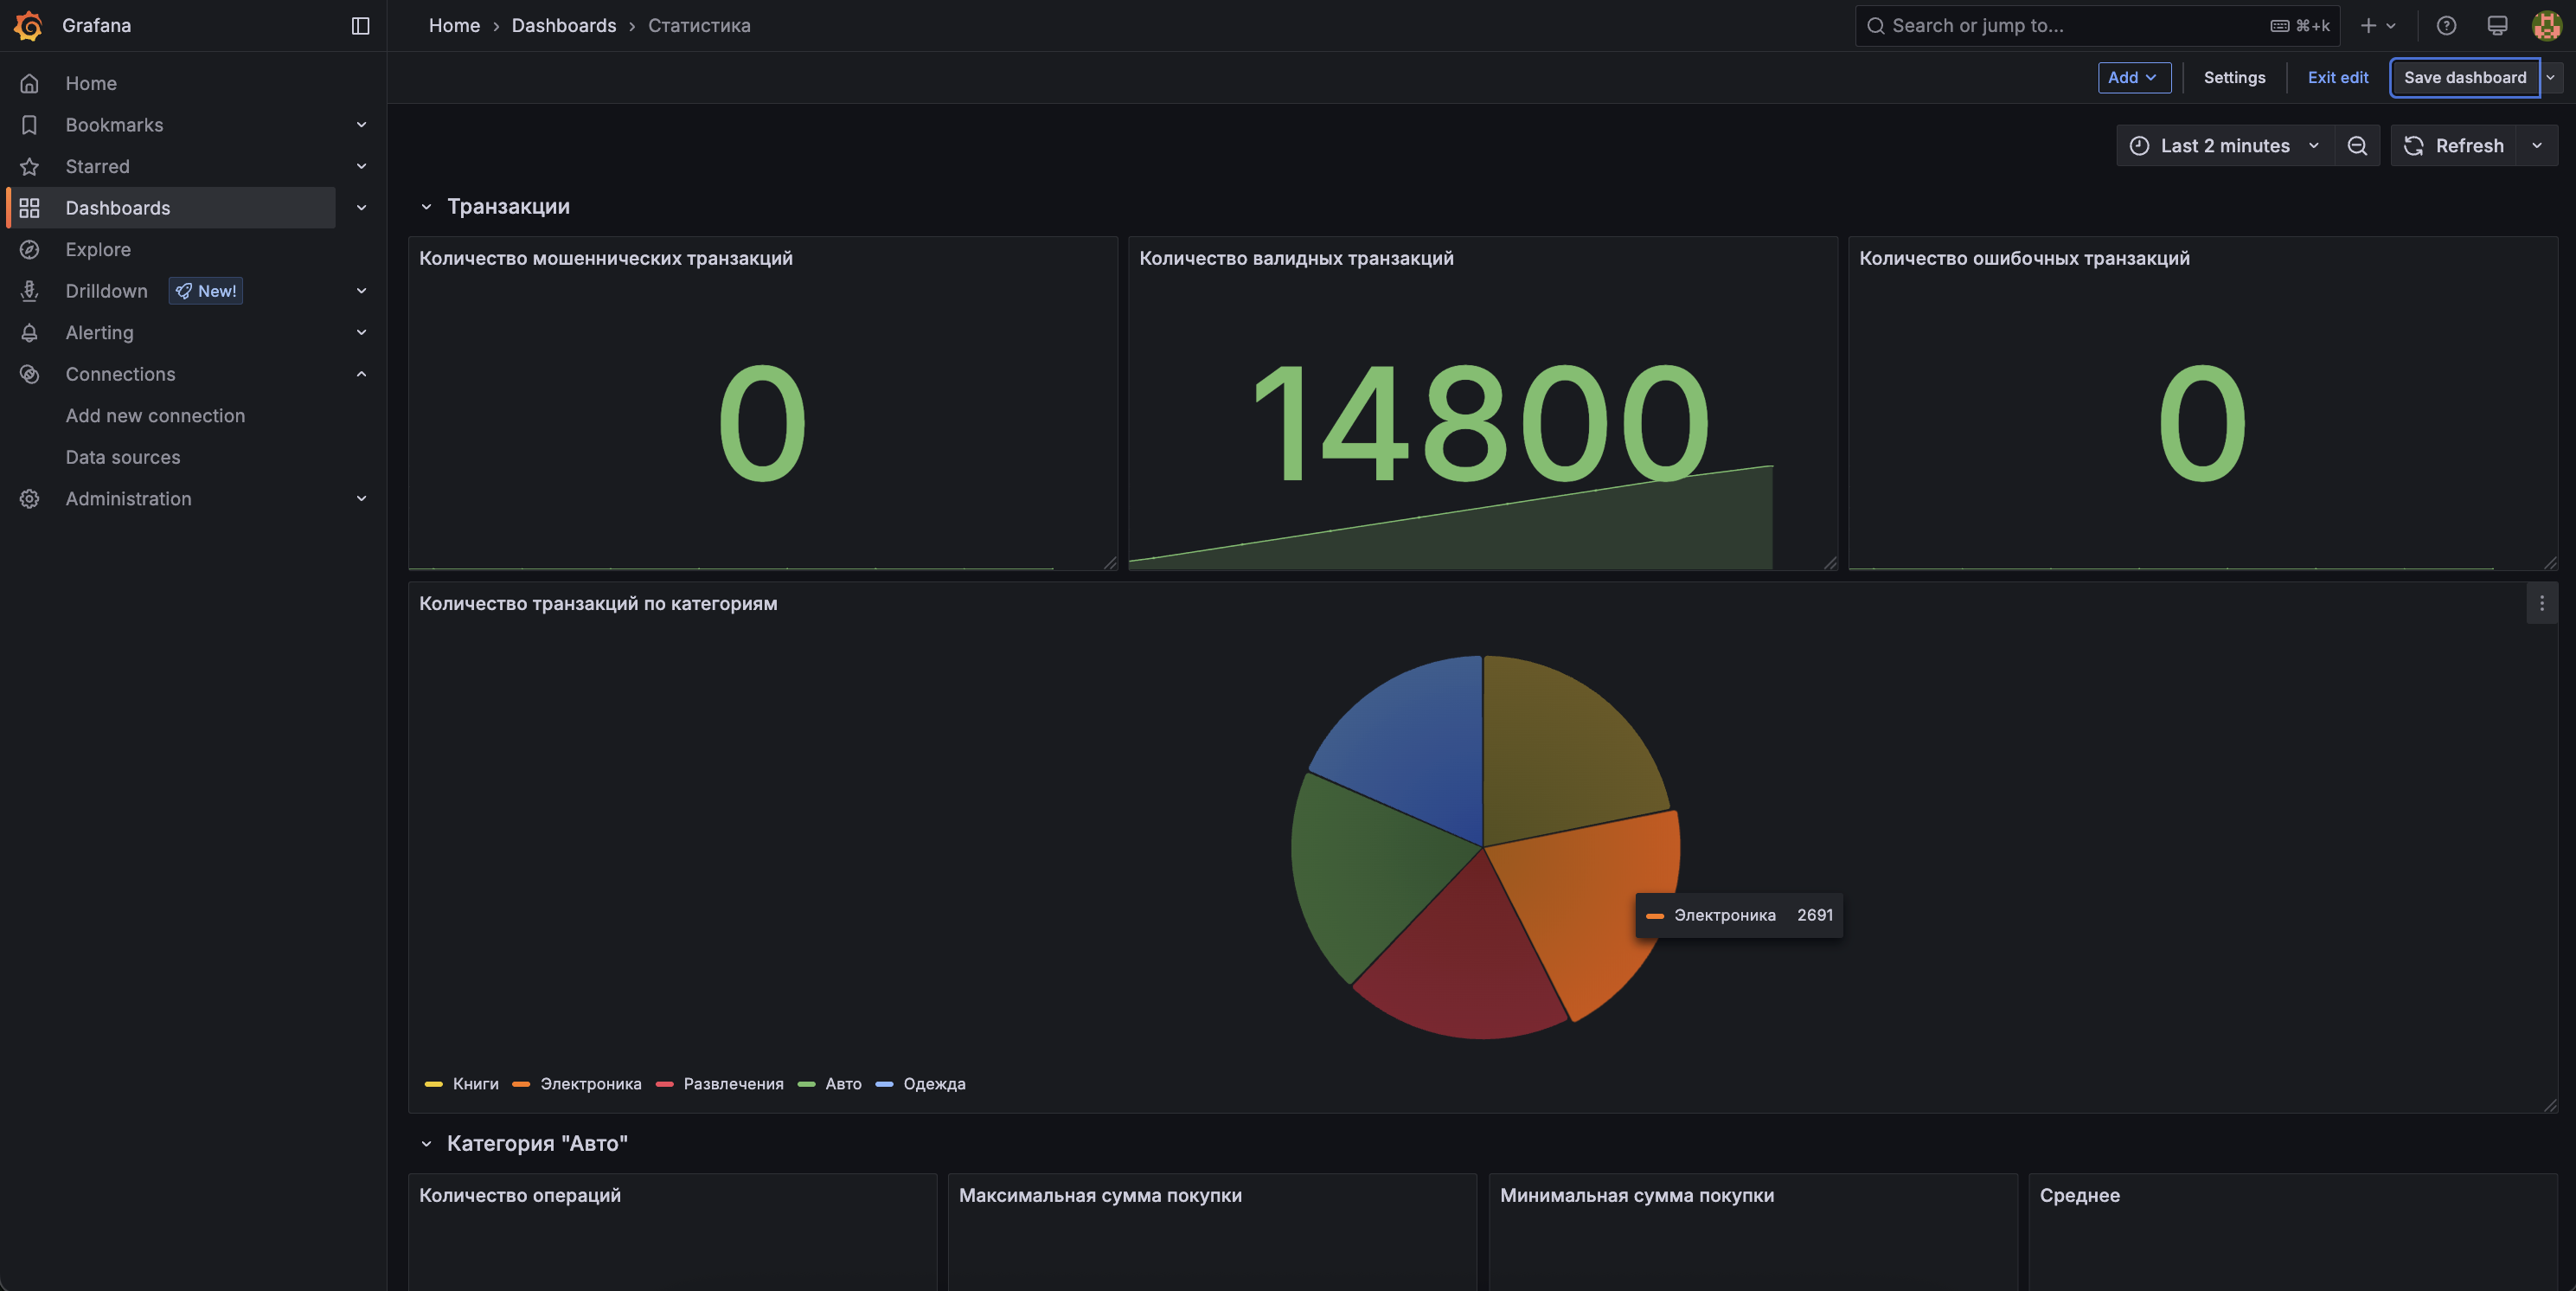 Grafana
Home › Dashboards › Статистика
Search or jump to... ⌘+k
Home
Bookmarks
Starred
Dashboards
Explore
Drilldown New!
Alerting
Connections
Add new connection
Data sources
Administration
Add Settings Exit edit Save dashboard
Last 2 minutes Refresh
Транзакции
Количество мошеннических транзакций
0
Количество валидных транзакций
14800
Количество ошибочных транзакций
0
Количество транзакций по категориям
Электроника 2691
Книги Электроника Развлечения Авто Одежда
Категория "Авто"
Количество операций
Максимальная сумма покупки
Минимальная сумма покупки
Среднее